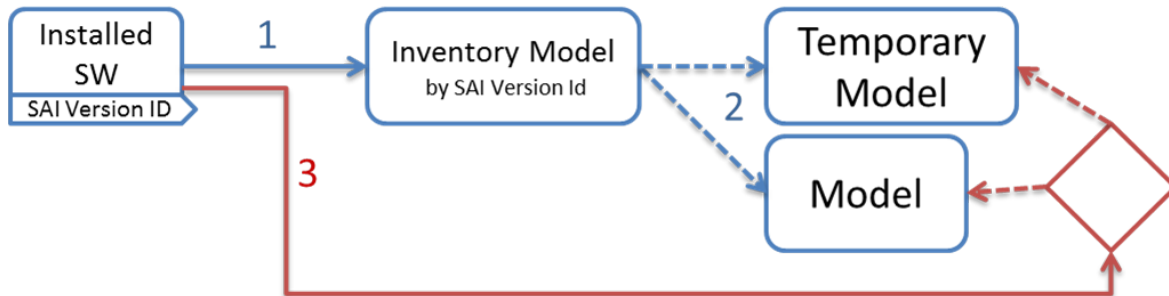 Installed
SW
SAI Version ID
1
Inventory Model
by SAI Version Id
2
Temporary
Model
Model
3